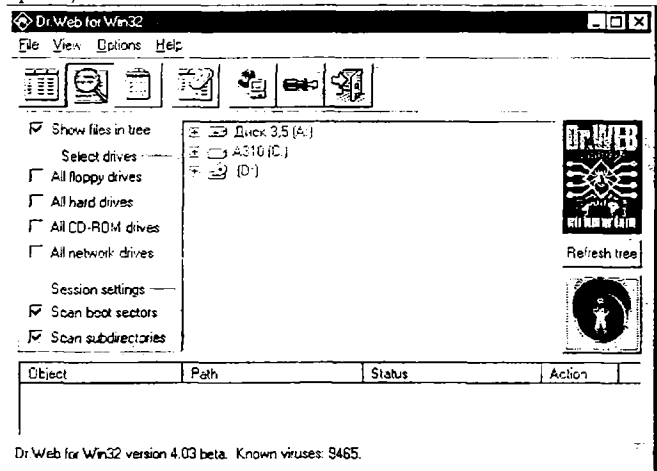 Dr.Web for Win32
File View Options Help
Show files in tree
Select drives
All floppy drives
All hard drives
All CD-ROM drives
All network drives
Session settings
Scan boot sectors
Scan subdirectories
Диск 3,5 (A:)
A310 (C:)
(D:)
Dr.WEB
Refresh tree
Object Path Status Action
Dr.Web for Win32 version 4.03 beta. Known viruses: 9465.